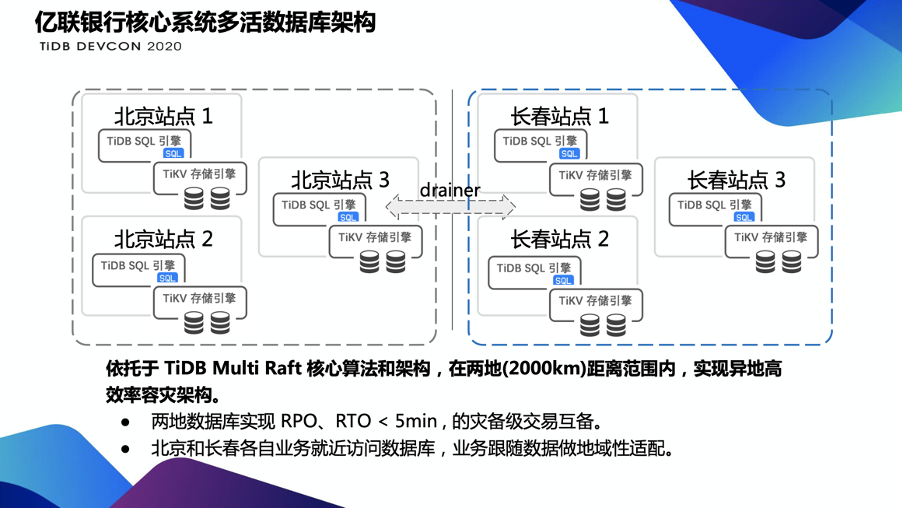 亿联银行核心系统多活数据库架构
TiDB DEVCON 2020
北京站点 1
TiDB SQL 引擎
SQL
TiKV 存储引擎
北京站点 2
TiDB SQL 引擎
SQL
TiKV 存储引擎
北京站点 3
TiDB SQL 引擎
SQL
TiKV 存储引擎
drainer
长春站点 1
TiDB SQL 引擎
SQL
TiKV 存储引擎
长春站点 2
TiDB SQL 引擎
SQL
TiKV 存储引擎
长春站点 3
TiDB SQL 引擎
SQL
TiKV 存储引擎
依托于 TiDB Multi Raft 核心算法和架构，在两地(2000km)距离范围内，实现异地高
效率容灾架构。
● 两地数据库实现 RPO、RTO < 5min , 的灾备级交易互备。
● 北京和长春各自业务就近访问数据库，业务跟随数据做地域性适配。